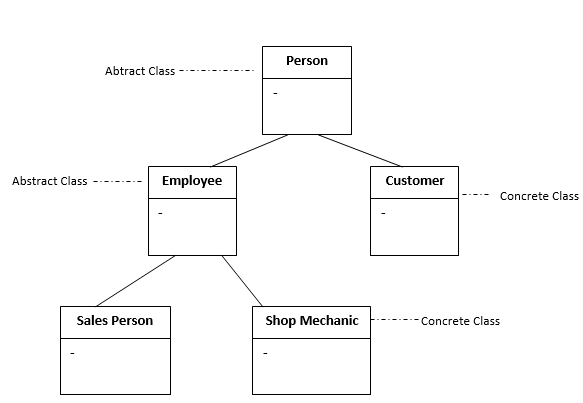 Person
Abtract Class
-
Abstract Class
Employee
Customer
Concrete Class
-
-
Sales Person
Shop Mechanic
Concrete Class
-
-